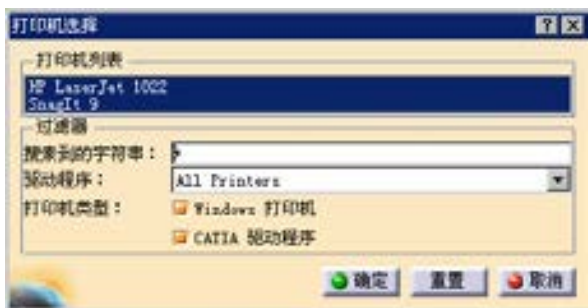 打印机选择
打印机列表
HP LaserJet 1022
SnagIt 9
过滤器
搜索到的字符串： *
驱动程序： All Printers
打印机类型： Windows 打印机
CATIA 驱动程序
确定 重置 取消